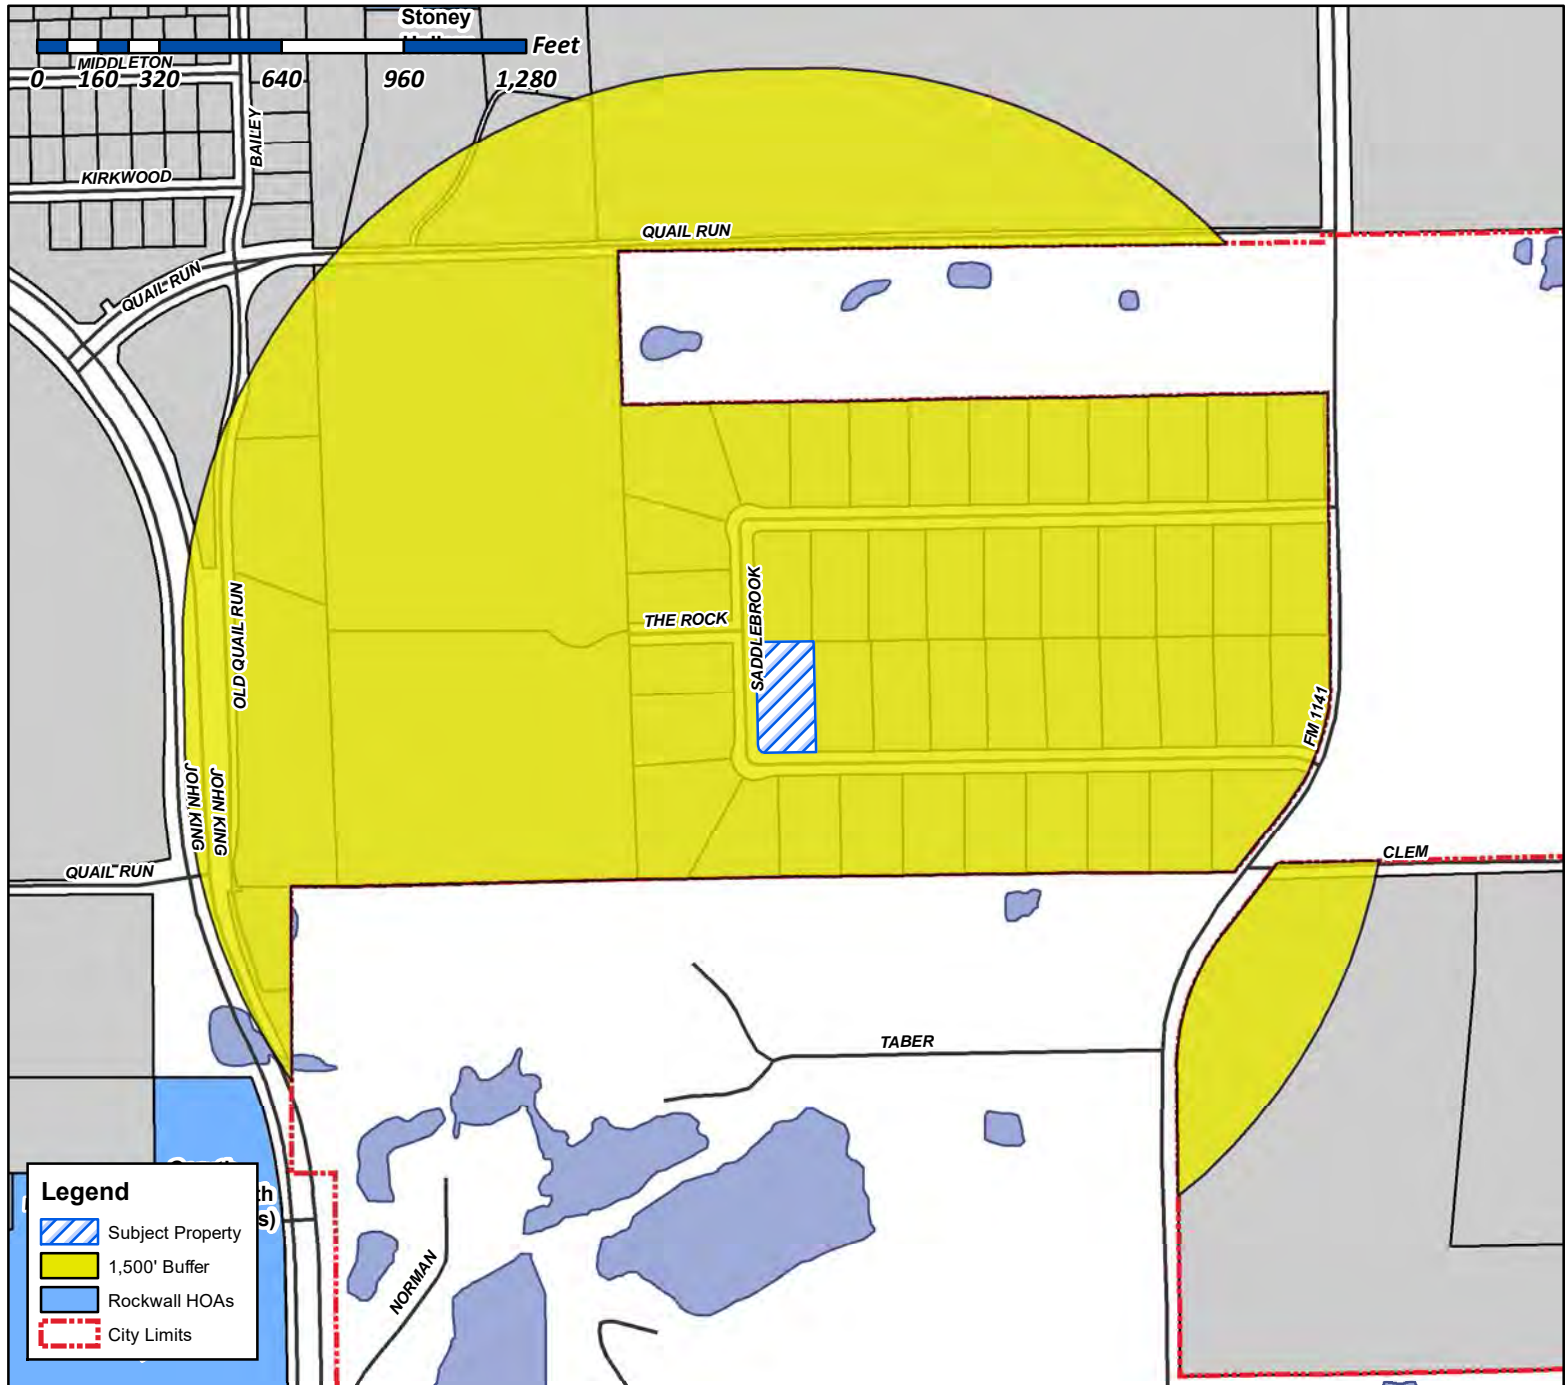 Stoney
Feet
0 160 320 640 960 1,280
MIDDLETON
BAILEY
KIRKWOOD
QUAIL RUN
QUAIL RUN
OLD QUAIL RUN
THE ROCK
SADDLEBROOK
FM 1141
JOHN KING
JOHN KING
QUAIL RUN
CLEM
TABER
NORMAN
Legend
Subject Property
1,500' Buffer
Rockwall HOAs
City Limits